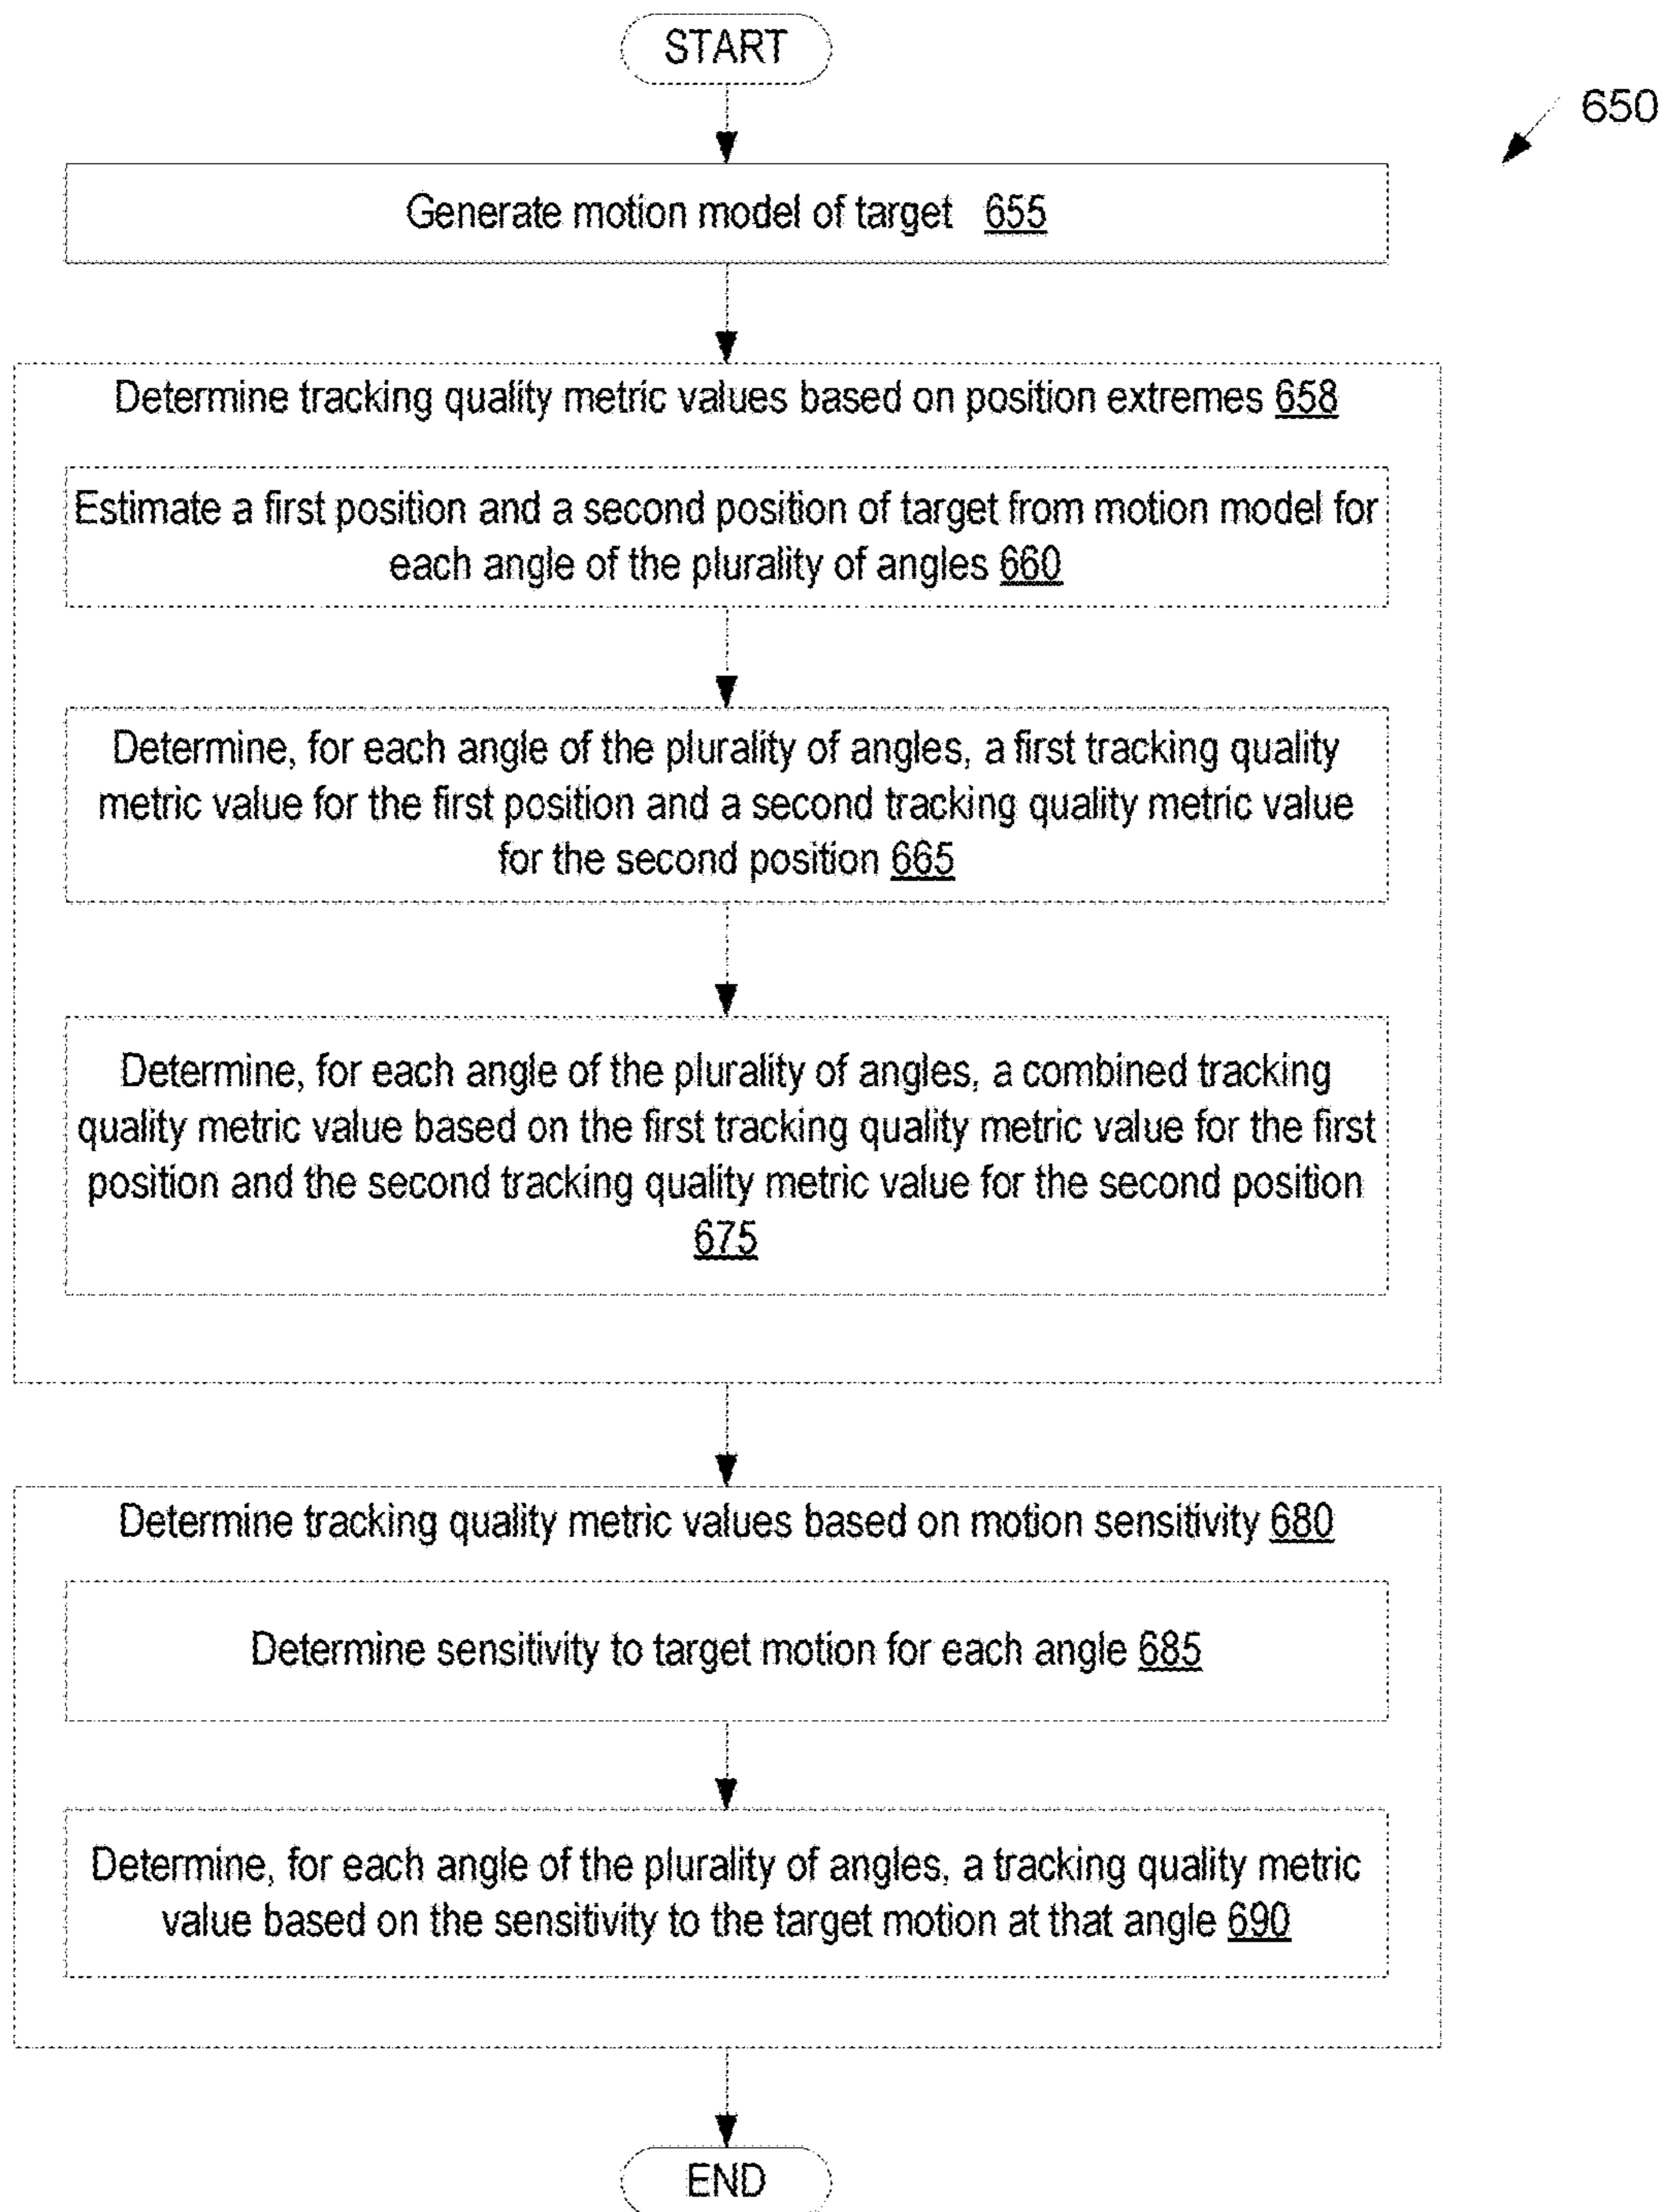 START
650
Generate motion model of target 655
Determine tracking quality metric values based on position extremes 658
Estimate a first position and a second position of target from motion model for
each angle of the plurality of angles 660
Determine, for each angle of the plurality of angles, a first tracking quality
metric value for the first position and a second tracking quality metric value
for the second position 665
Determine, for each angle of the plurality of angles, a combined tracking
quality metric value based on the first tracking quality metric value for the first
position and the second tracking quality metric value for the second position
675
Determine tracking quality metric values based on motion sensitivity 680
Determine sensitivity to target motion for each angle 685
Determine, for each angle of the plurality of angles, a tracking quality metric
value based on the sensitivity to the target motion at that angle 690
END